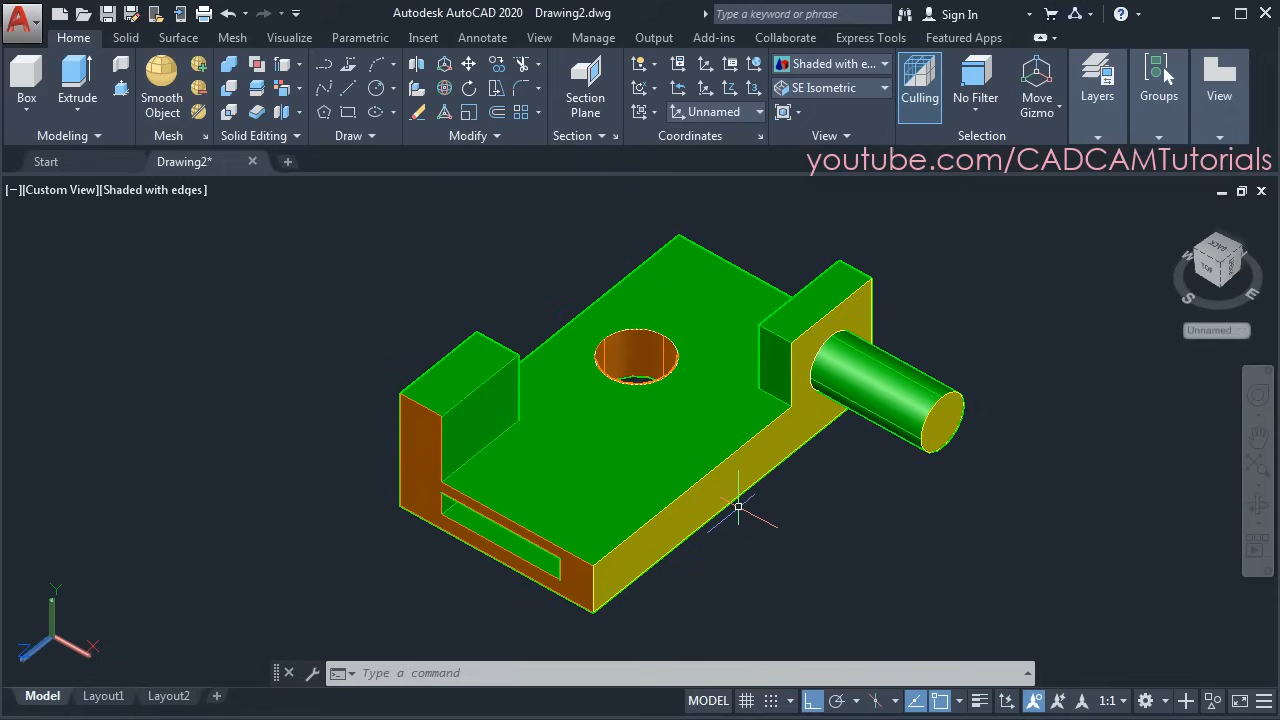 Autodesk AutoCAD 2020 Drawing2.dwg
Type a keyword or phrase
Sign In
Home Solid Surface Mesh Visualize Parametric Insert Annotate View Manage Output Add-ins Collaborate Express Tools Featured Apps
Box
Extrude
Smooth
Object
Section
Plane
Shaded with e...
SE Isometric
Unnamed
Culling
No Filter
Move
Gizmo
Layers
Groups
View
Modeling
Mesh
Solid Editing
Draw
Modify
Section
Coordinates
View
Selection
Start
Drawing2*
youtube.com/CADCAMTutorials
[−][Custom View][Shaded with edges]
BACK
W
S
E
Unnamed
Y
Z
X
Type a command
Model Layout1 Layout2
MODEL
1:1